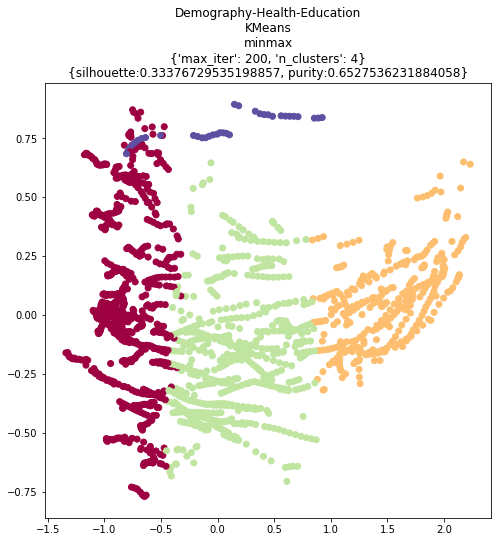 Demography-Health-Education
KMeans
minmax
{'max_iter': 200, 'n_clusters': 4}
{silhouette:0.33376729535198857, purity:0.6527536231884058}
0.75
0.50
0.25
0.00
−0.25
−0.50
−0.75
−1.5 −1.0 −0.5 0.0 0.5 1.0 1.5 2.0